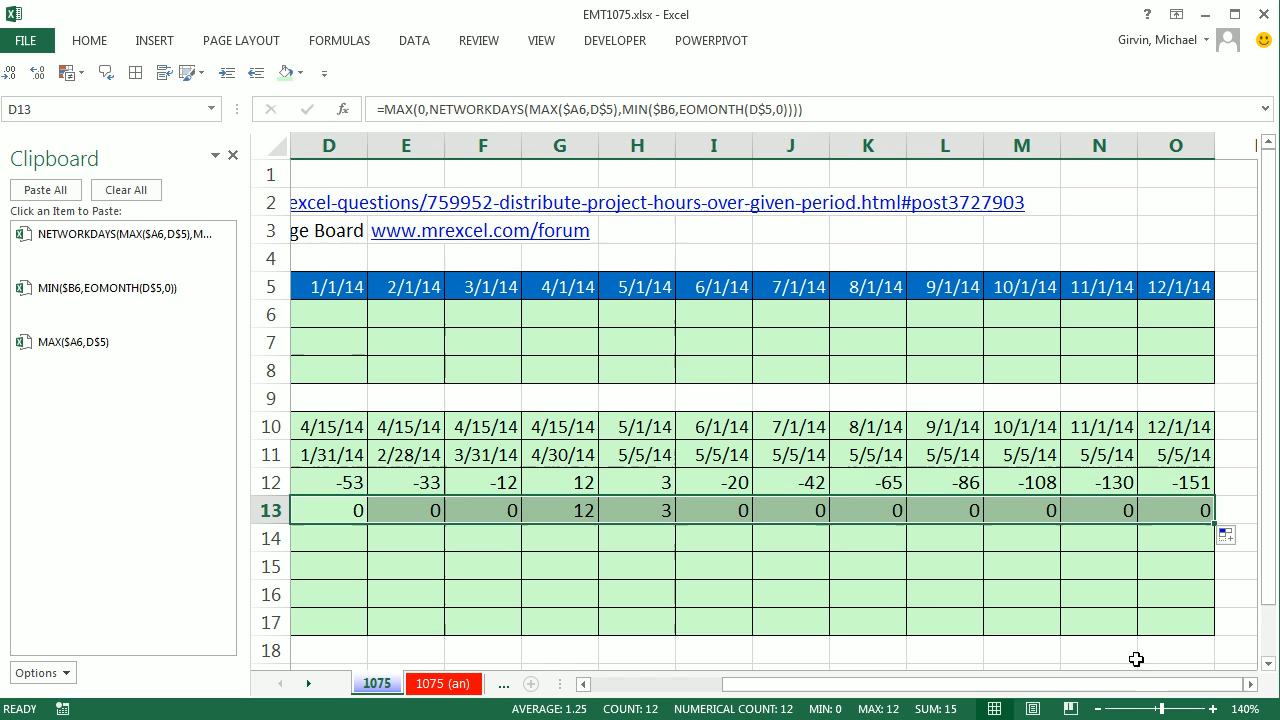 EMT1075.xlsx - Excel
FILE HOME INSERT PAGE LAYOUT FORMULAS DATA REVIEW VIEW DEVELOPER POWERPIVOT Girvin, Michael
D13 fx =MAX(0,NETWORKDAYS(MAX($A6,D$5),MIN($B6,EOMONTH(D$5,0))))
Clipboard
Paste All Clear All
Click an Item to Paste:
NETWORKDAYS(MAX($A6,D$5),M...
MIN($B6,EOMONTH(D$5,0))
MAX($A6,D$5)
Options
D E F G H I J K L M N O
1
2 excel-questions/759952-distribute-project-hours-over-given-period.html#post3727903
3 ge Board www.mrexcel.com/forum
4
5 1/1/14 2/1/14 3/1/14 4/1/14 5/1/14 6/1/14 7/1/14 8/1/14 9/1/14 10/1/14 11/1/14 12/1/14
6
7
8
9
10 4/15/14 4/15/14 4/15/14 4/15/14 5/1/14 6/1/14 7/1/14 8/1/14 9/1/14 10/1/14 11/1/14 12/1/14
11 1/31/14 2/28/14 3/31/14 4/30/14 5/5/14 5/5/14 5/5/14 5/5/14 5/5/14 5/5/14 5/5/14 5/5/14
12 -53 -33 -12 12 3 -20 -42 -65 -86 -108 -130 -151
13 0 0 0 12 3 0 0 0 0 0 0 0
14
15
16
17
18
1075 1075 (an) ...
READY AVERAGE: 1.25 COUNT: 12 NUMERICAL COUNT: 12 MIN: 0 MAX: 12 SUM: 15 140%